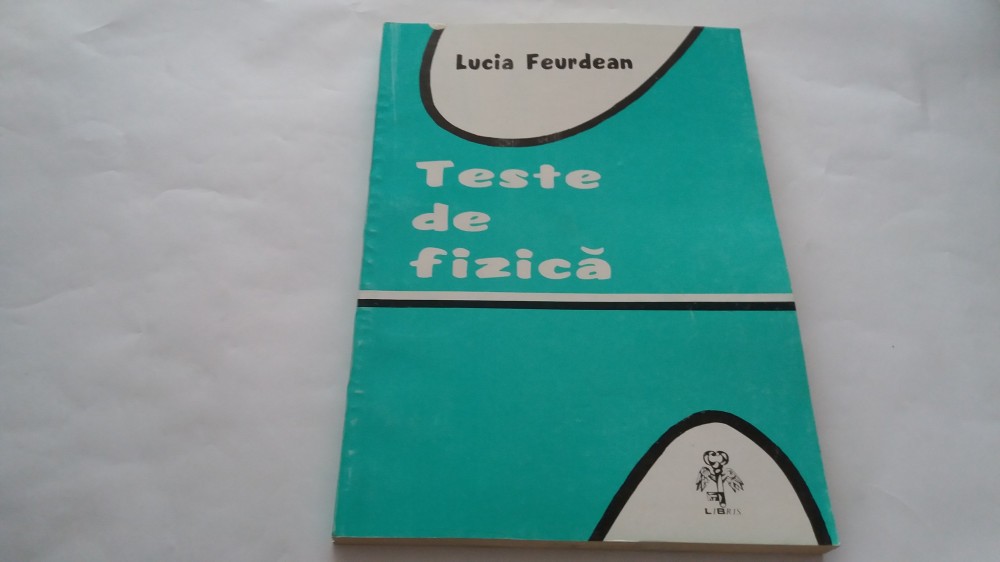 Lucia Feurdean
Teste
de
fizică
LIBRIS